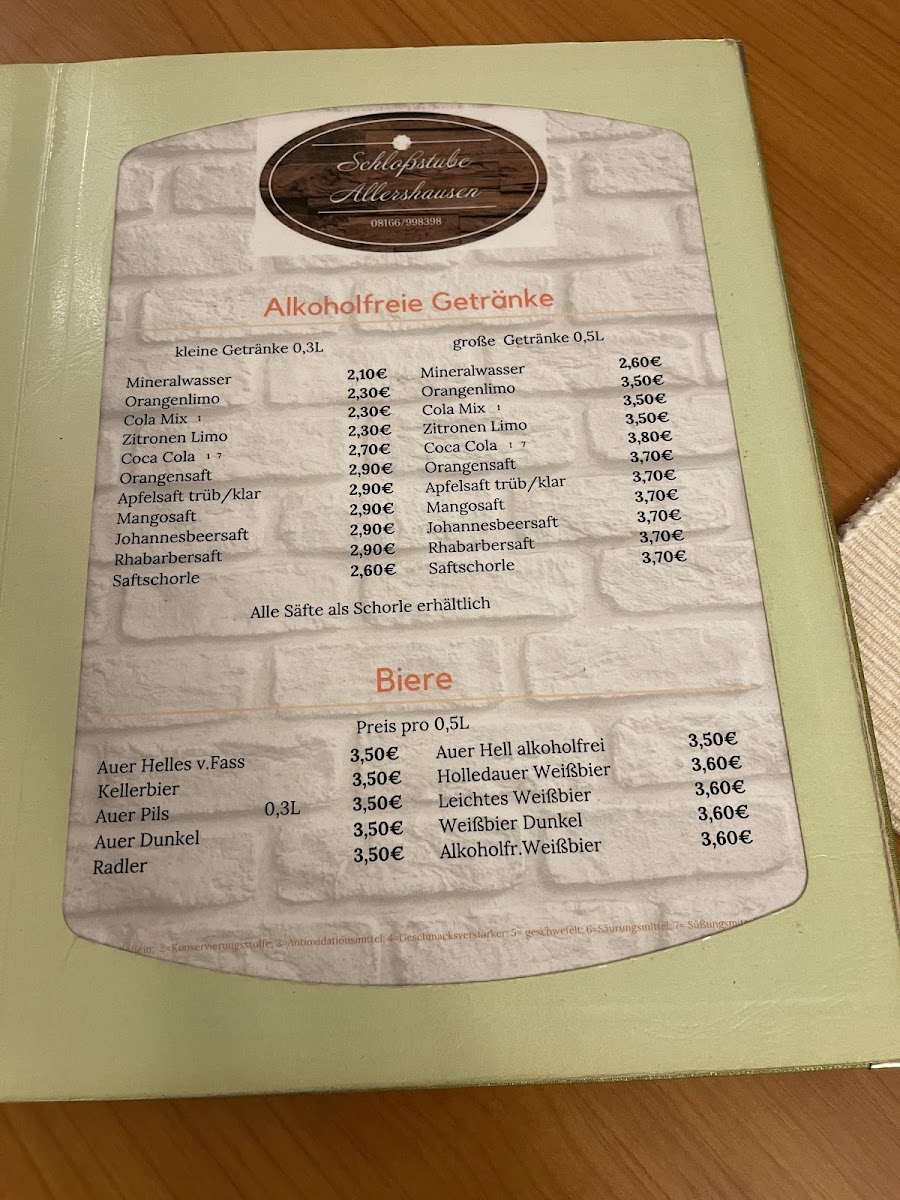 Schloßstube
Allershausen
08166/998398
Alkoholfreie Getränke
kleine Getränke 0,3L
Mineralwasser 2,10€
Orangenlimo 2,30€
Cola Mix 1 2,30€
Zitronen Limo 2,30€
Coca Cola 1 7 2,70€
Orangensaft 2,90€
Apfelsaft trüb/klar 2,90€
Mangosaft 2,90€
Johannesbeersaft 2,90€
Rhabarbersaft 2,90€
Saftschorle 2,60€
große Getränke 0,5L
Mineralwasser 2,60€
Orangenlimo 3,50€
Cola Mix 1 3,50€
Zitronen Limo 3,50€
Coca Cola 1 7 3,80€
Orangensaft 3,70€
Apfelsaft trüb/klar 3,70€
Mangosaft 3,70€
Johannesbeersaft 3,70€
Rhabarbersaft 3,70€
Saftschorle 3,70€
Alle Säfte als Schorle erhältlich
Biere
Preis pro 0,5L
Auer Helles v.Fass 3,50€
Kellerbier 3,50€
Auer Pils 0,3L 3,50€
Auer Dunkel 3,50€
Radler 3,50€
Auer Hell alkoholfrei 3,50€
Holledauer Weißbier 3,60€
Leichtes Weißbier 3,60€
Weißbier Dunkel 3,60€
Alkoholfr.Weißbier 3,60€
2=Konservierungsstoffe; 3=Antioxidationsmittel; 4=Geschmacksverstärker; 5= geschwefelt; 6=Säurungsmittel; 7=